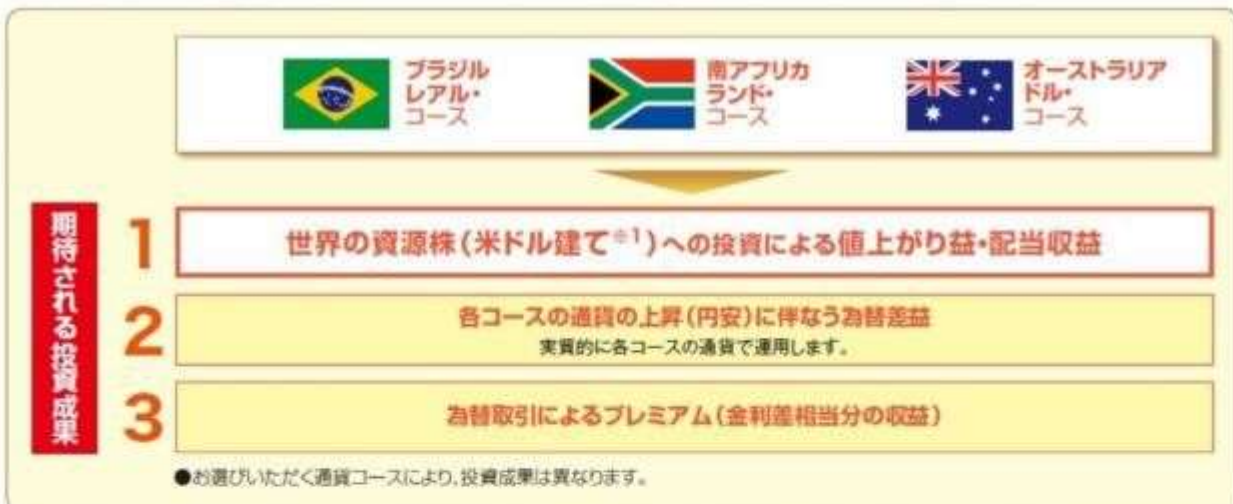 ブラジル
レアル・
コース
南アフリカ
ランド・
コース
オーストラリア
ドル・
コース
期待される投資成果
1
世界の資源株(米ドル建て※1)への投資による値上がり益・配当収益
2
各コースの通貨の上昇(円安)に伴なう為替差益
実質的に各コースの通貨で運用します。
3
為替取引によるプレミアム(金利差相当分の収益)
●お選びいただく通貨コースにより、投資成果は異なります。